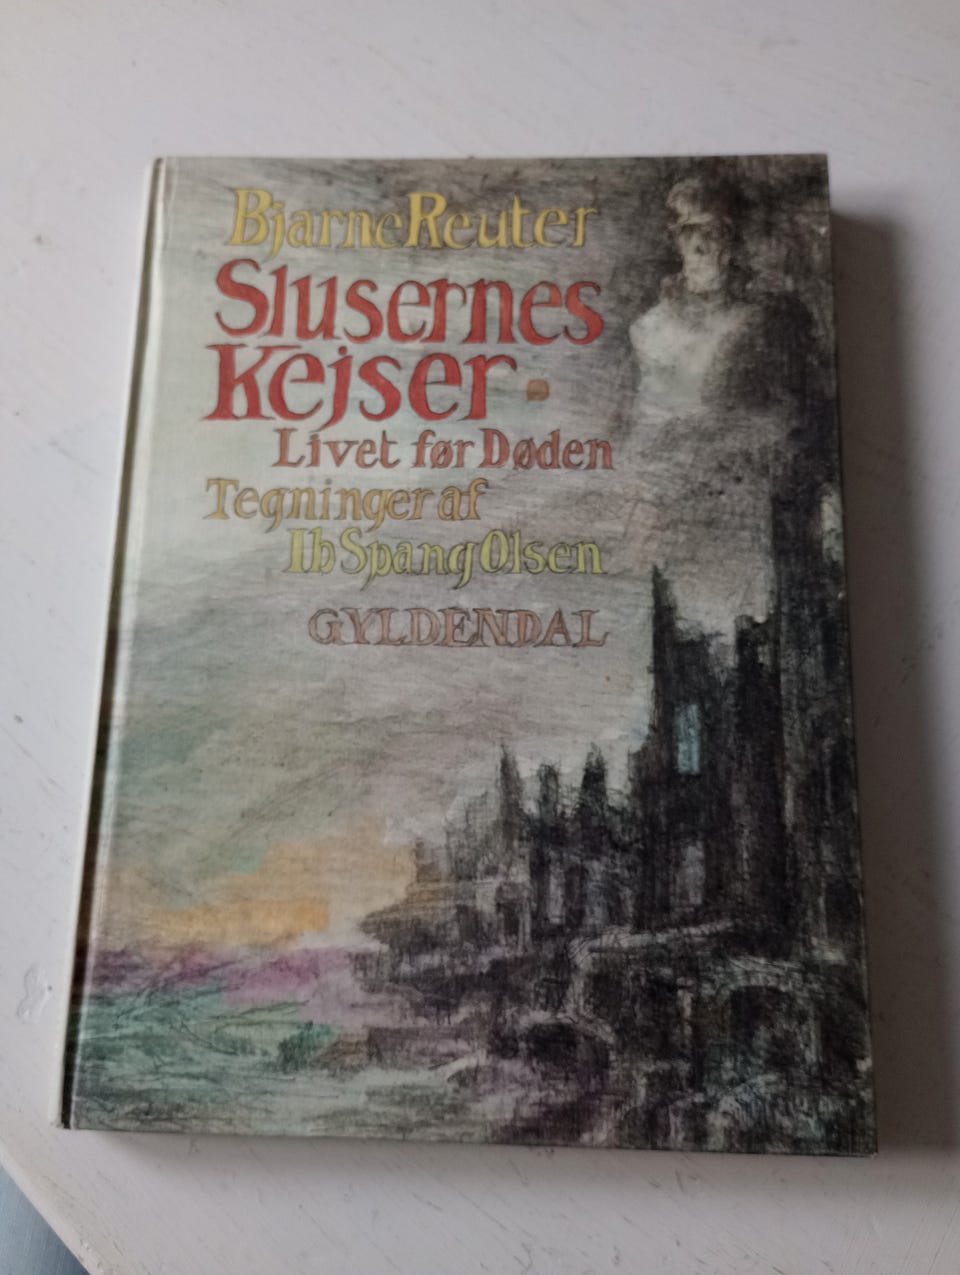 Bjarne Reuter
Slusernes
Kejser ·
Livet før Døden
Tegninger af
Ib Spang Olsen
GYLDENDAL